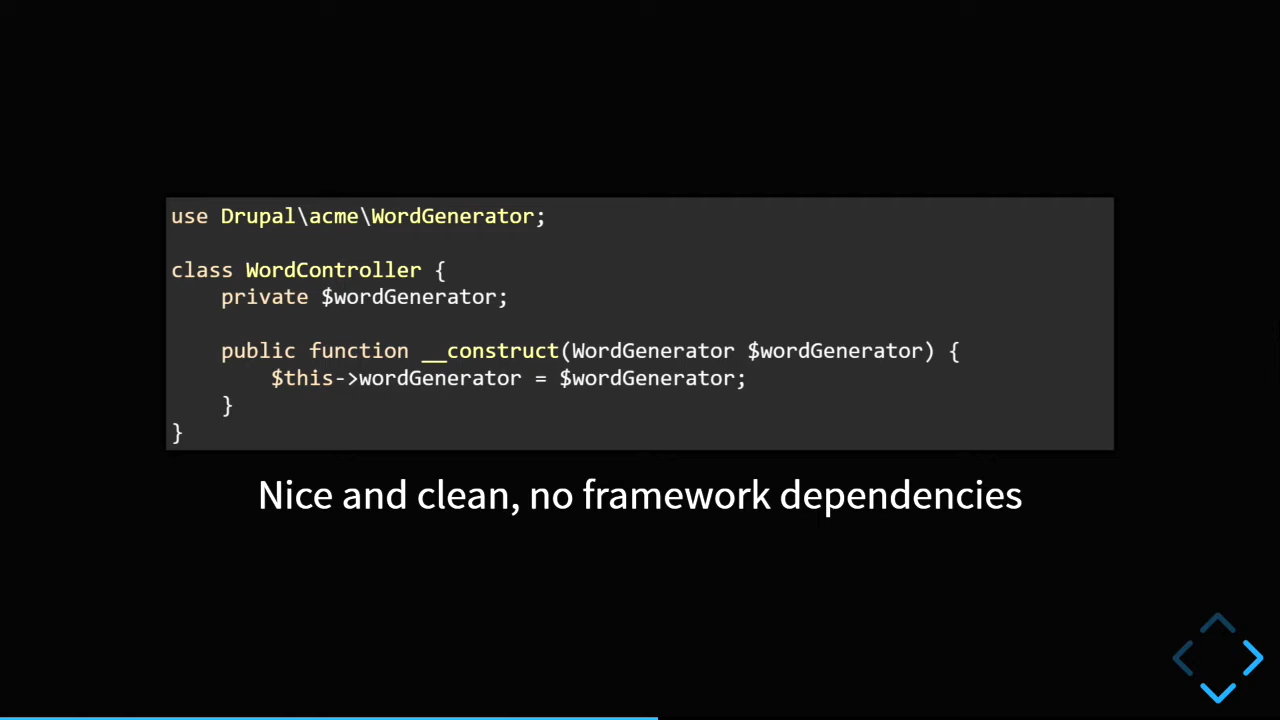 use Drupal\acme\WordGenerator;
class WordController {
private $wordGenerator;
public function __construct(WordGenerator $wordGenerator) {
$this->wordGenerator = $wordGenerator;
}
}
Nice and clean, no framework dependencies